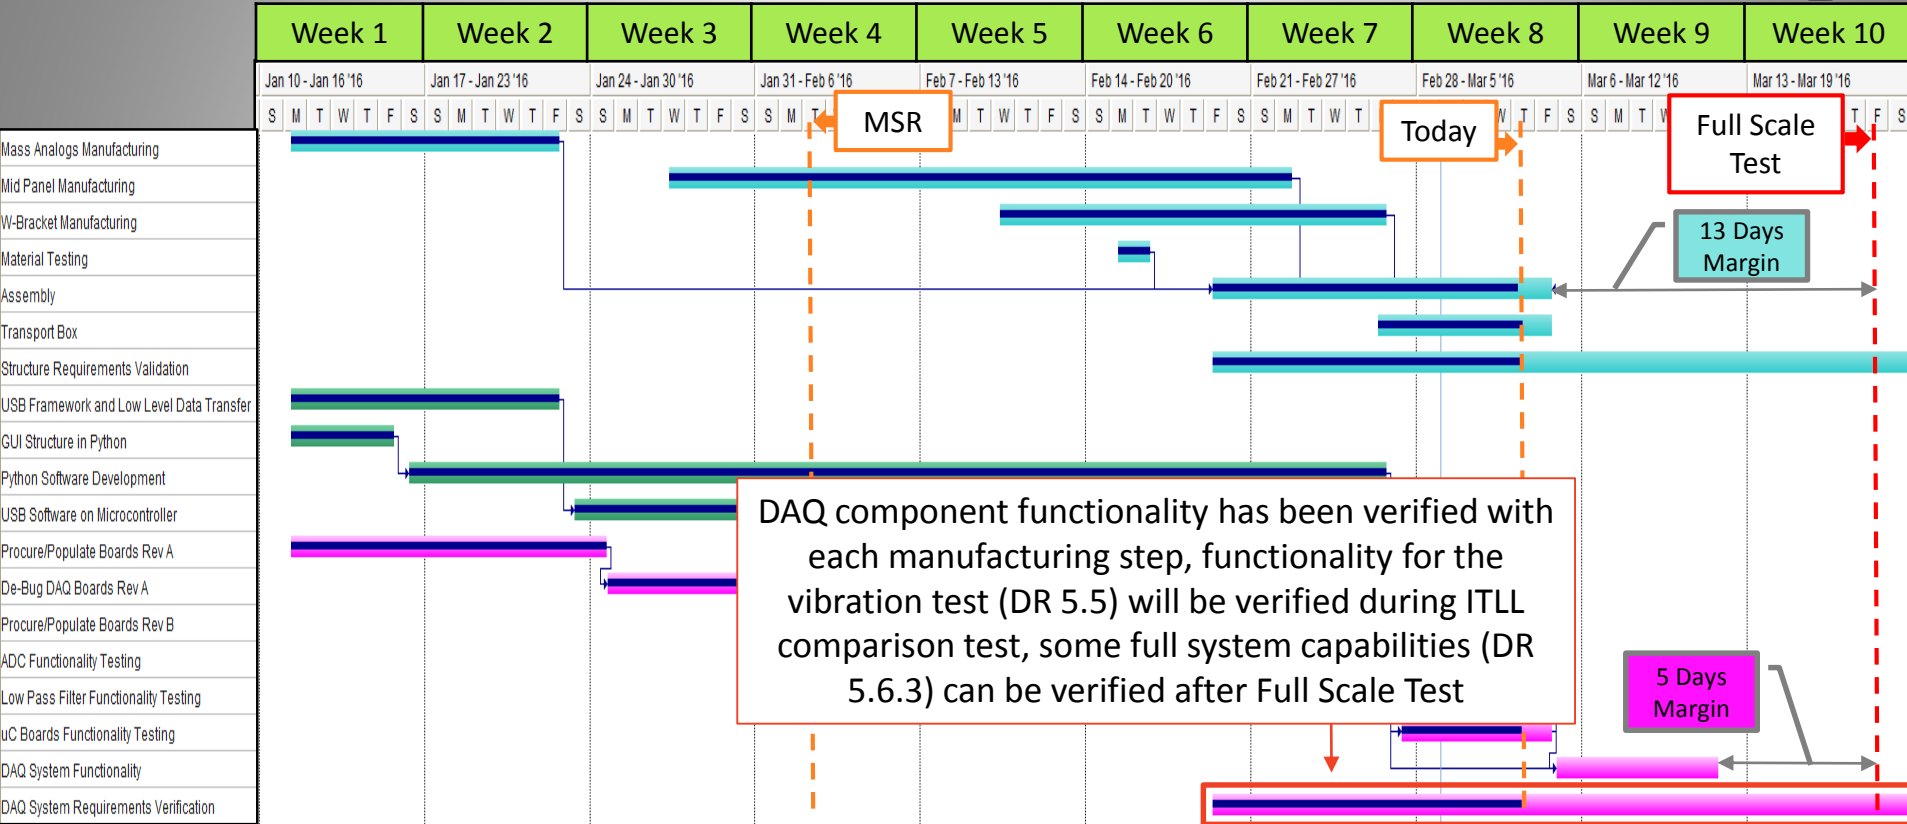 Week 1 Week 2 Week 3 Week 4 Week 5 Week 6 Week 7 Week 8 Week 9 Week 10
Jan 10 - Jan 16 '16 Jan 17 - Jan 23 '16 Jan 24 - Jan 30 '16 Jan 31 - Feb 6 '16 Feb 7 - Feb 13 '16 Feb 14 - Feb 20 '16 Feb 21 - Feb 27 '16 Feb 28 - Mar 5 '16 Mar 6 - Mar 12 '16 Mar 13 - Mar 19 '16
S M T W T F S S M T W T F S S M T W T F S S M T M T W T F S S M T W T F S S M T W T W T F S S M T W T F S
MSR
Today
Full Scale
Test
Mass Analogs Manufacturing
Mid Panel Manufacturing
W-Bracket Manufacturing
13 Days
Margin
Material Testing
Assembly
Transport Box
Structure Requirements Validation
USB Framework and Low Level Data Transfer
GUI Structure in Python
Python Software Development
USB Software on Microcontroller
Procure/Populate Boards Rev A
De-Bug DAQ Boards Rev A
Procure/Populate Boards Rev B
ADC Functionality Testing
Low Pass Filter Functionality Testing
uC Boards Functionality Testing
DAQ System Functionality
DAQ System Requirements Verification
DAQ component functionality has been verified with
each manufacturing step, functionality for the
vibration test (DR 5.5) will be verified during ITLL
comparison test, some full system capabilities (DR
5.6.3) can be verified after Full Scale Test
5 Days
Margin